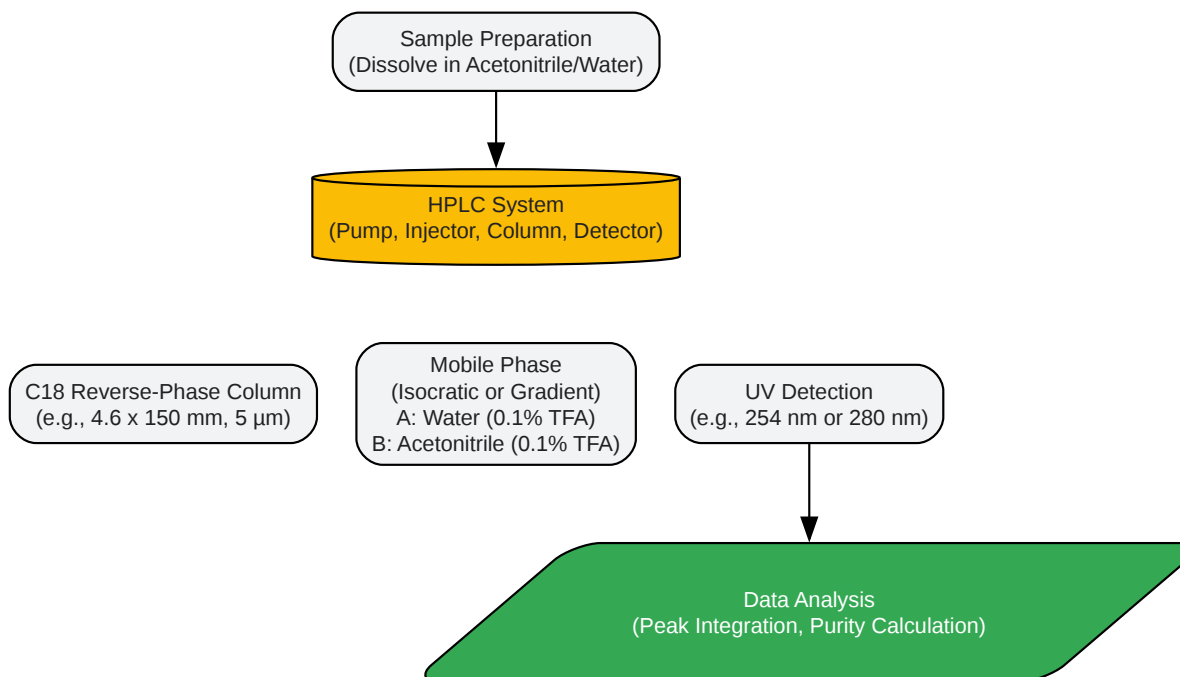 Sample Preparation
(Dissolve in Acetonitrile/Water)
HPLC System
(Pump, Injector, Column, Detector)
C18 Reverse-Phase Column
(e.g., 4.6 x 150 mm, 5 µm)
Mobile Phase
(Isocratic or Gradient)
A: Water (0.1% TFA)
B: Acetonitrile (0.1% TFA)
UV Detection
(e.g., 254 nm or 280 nm)
Data Analysis
(Peak Integration, Purity Calculation)